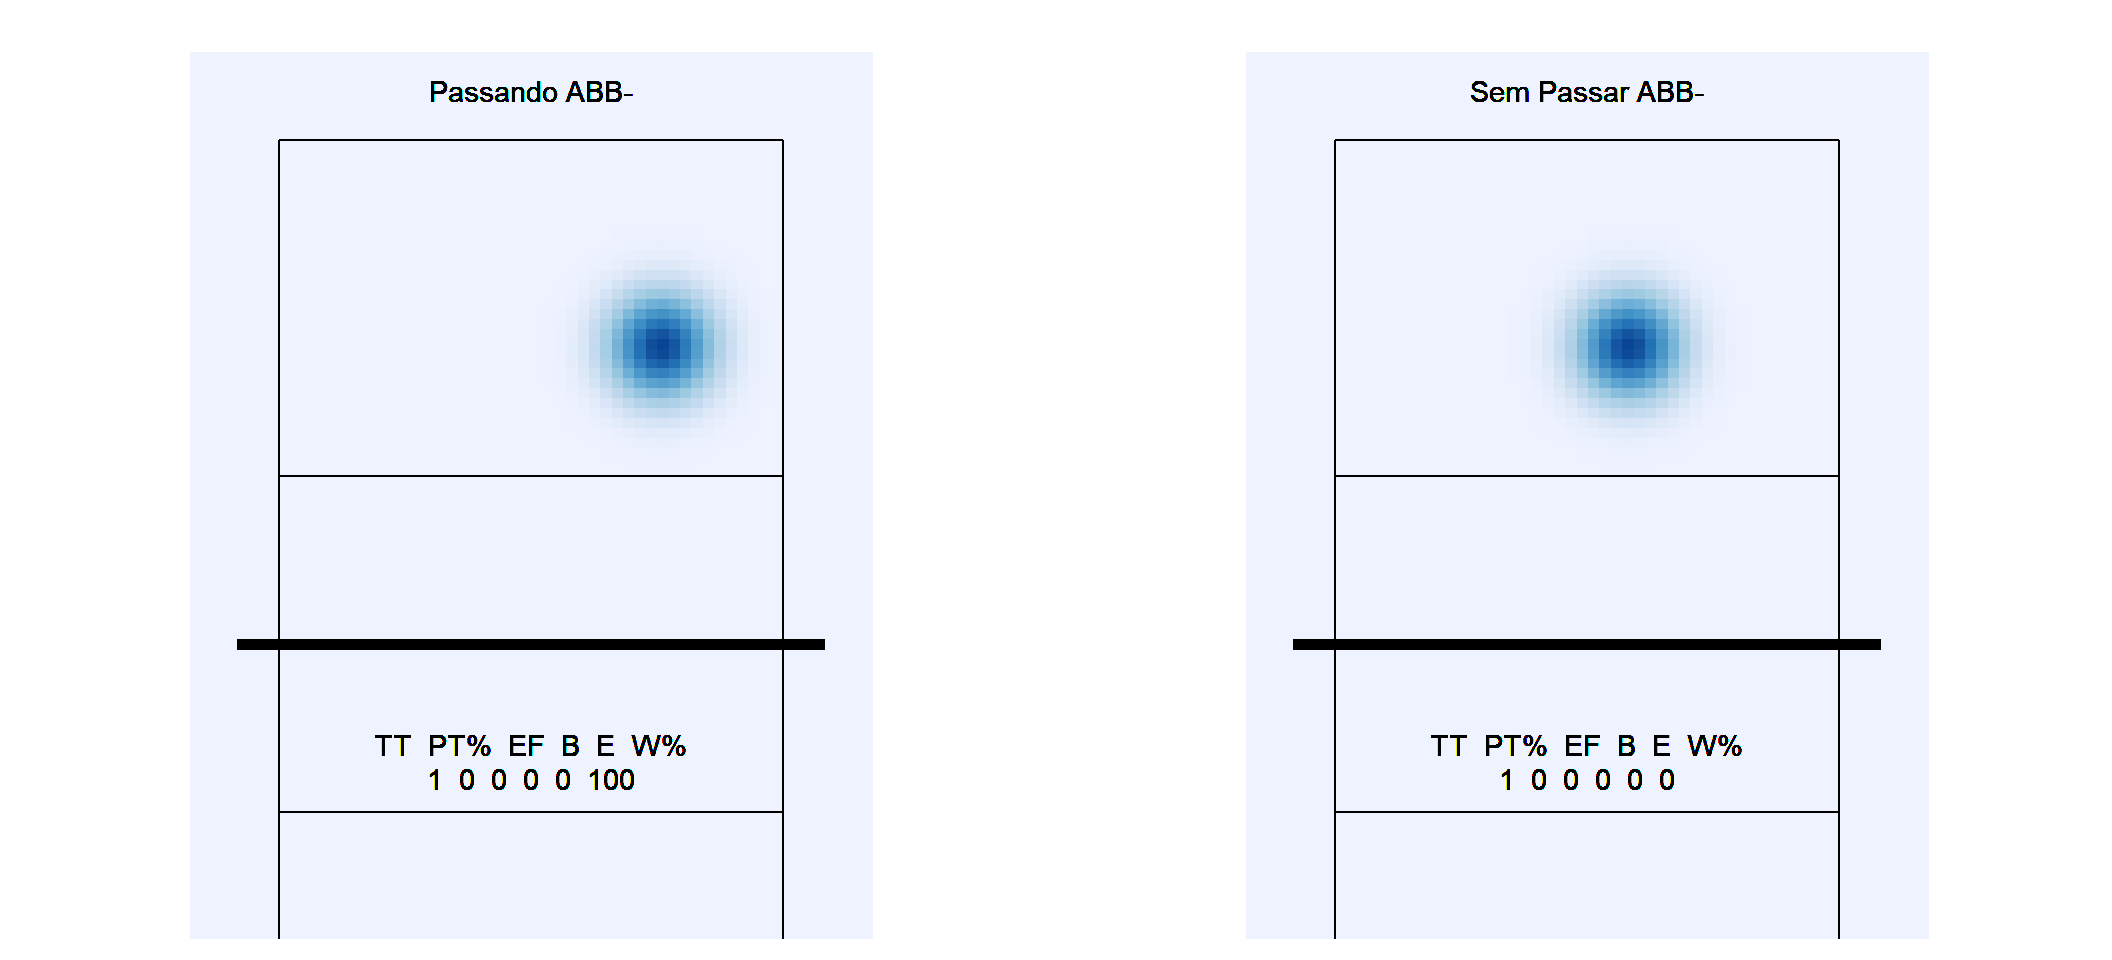 Passando ABB-
TT PT% EF B E W%
1 0 0 0 0 100
Sem Passar ABB-
TT PT% EF B E W%
1 0 0 0 0 0